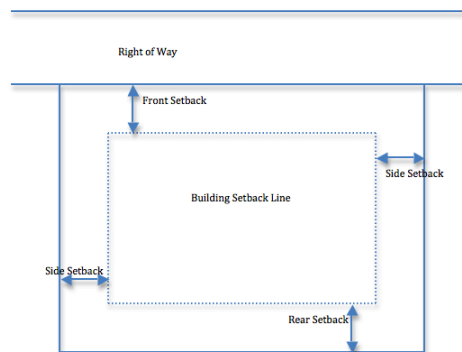 Right of Way
Front Setback
Side Setback
Building Setback Line
Side Setback
Rear Setback